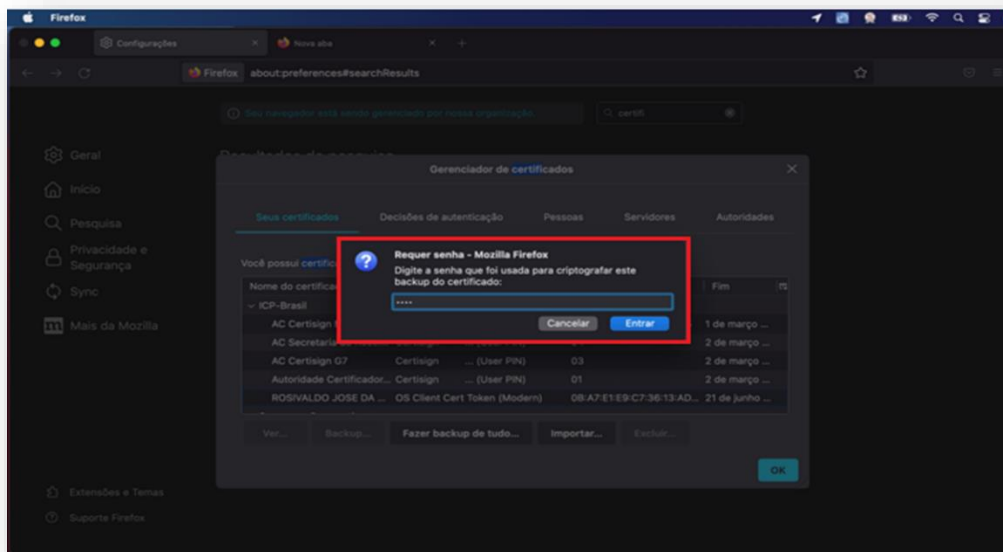 Firefox
Configurações
Nova aba
Firefox about:preferences#searchResults
Seu navegador está sendo gerenciado por nossa organização.
certifi
Geral
Início
Pesquisa
Privacidade e
Segurança
Sync
Mais da Mozilla
Gerenciador de certificados
Seus certificados Decisões de autenticação Pessoas Servidores Autoridades
Você possui certific
Nome do certifica Fim
ICP-Brasil
AC Certisign 1 de março ...
AC Secretaria 2 de março ...
AC Certisign G7 Certisign ... (User PIN) 03 2 de março ...
Autoridade Certificador... Certisign ... (User PIN) 01 2 de março ...
ROSIVALDO JOSE DA ... OS Client Cert Token (Modern) 08:A7:E1:E9:C7:36:13:AD... 21 de junho ...
Requer senha - Mozilla Firefox
Digite a senha que foi usada para criptografar este
backup do certificado:
••••
Cancelar Entrar
Ver... Backup... Fazer backup de tudo... Importar... Excluir...
OK
Extensões e Temas
Suporte Firefox